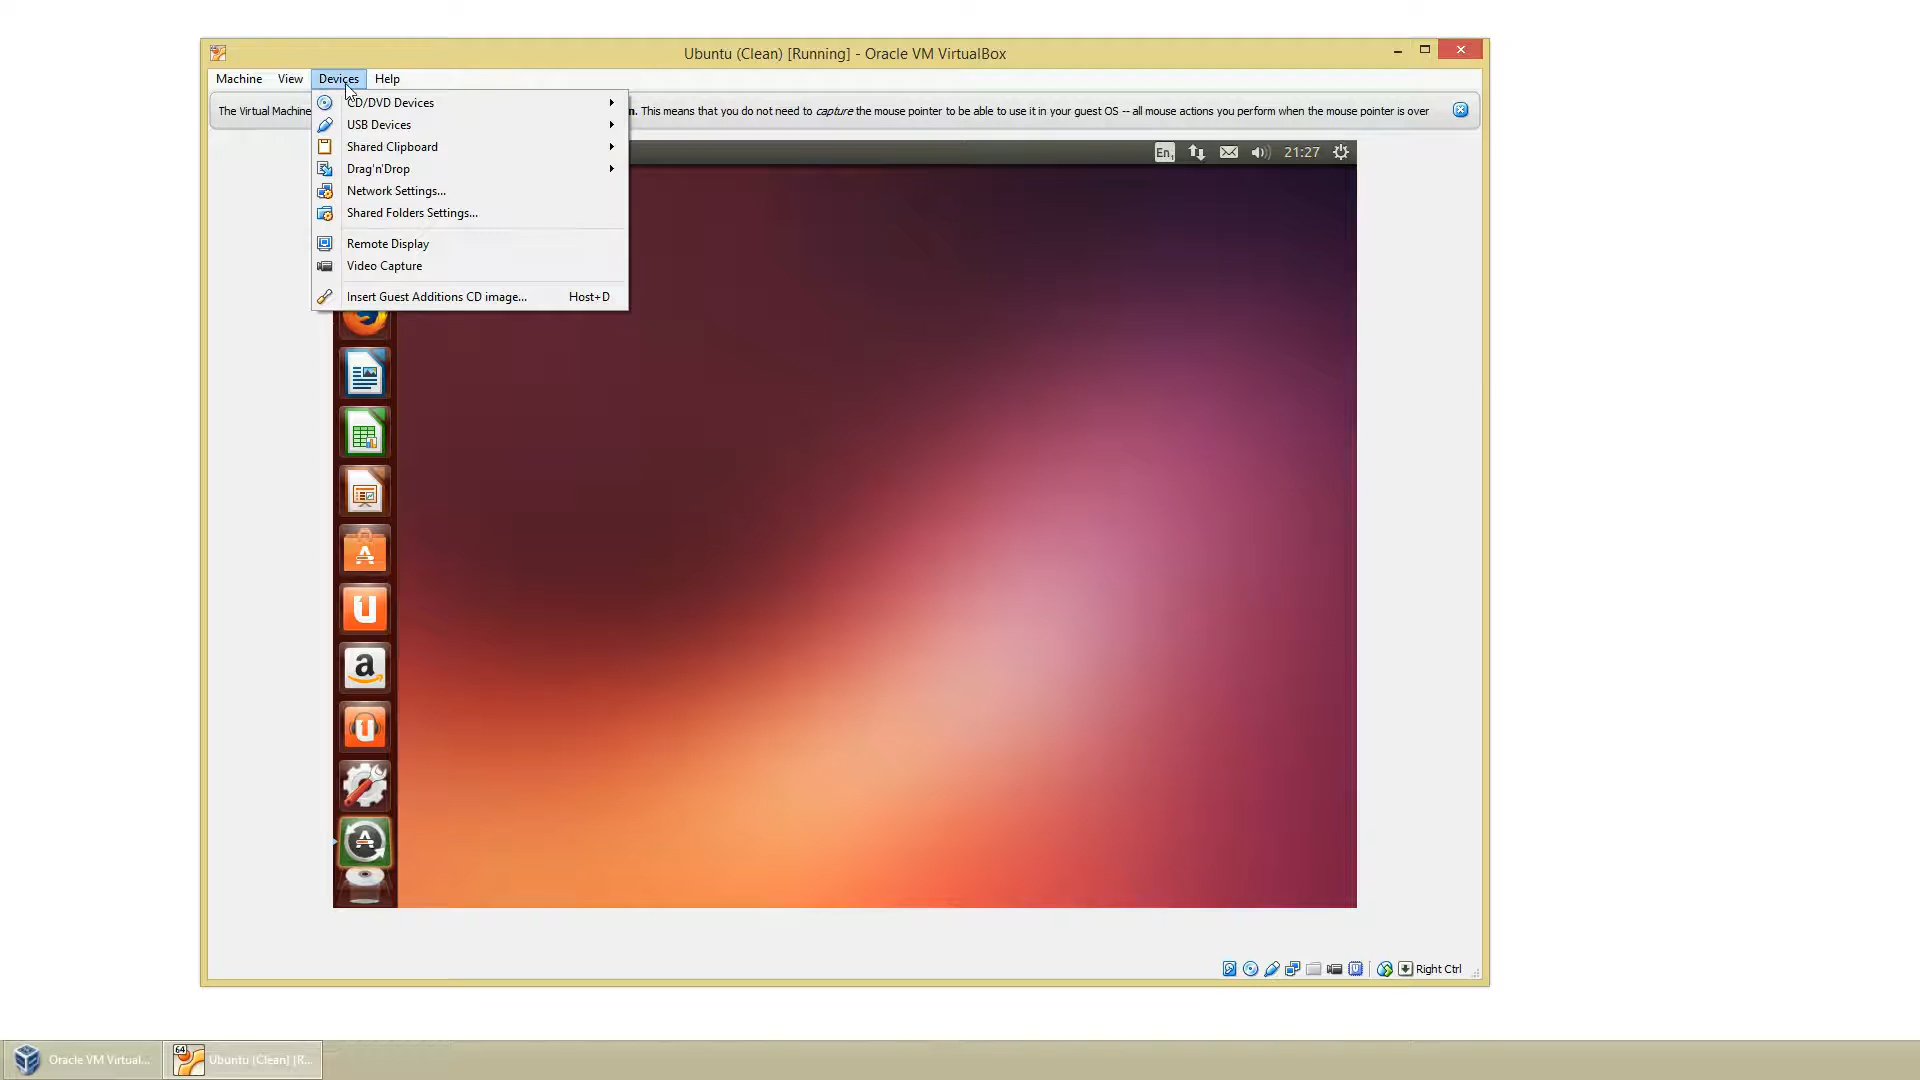 Ubuntu (Clean) [Running] - Oracle VM VirtualBox
Machine View Devices Help
The Virtual Machine n. This means that you do not need to capture the mouse pointer to be able to use it in your guest OS -- all mouse actions you perform when the mouse pointer is over
CD/DVD Devices
USB Devices
Shared Clipboard
Drag'n'Drop
Network Settings...
Shared Folders Settings...
Remote Display
Video Capture
Insert Guest Additions CD image... Host+D
En1 21:27
a
Right Ctrl
Oracle VM Virtual...
64
Ubuntu (Clean) [R...